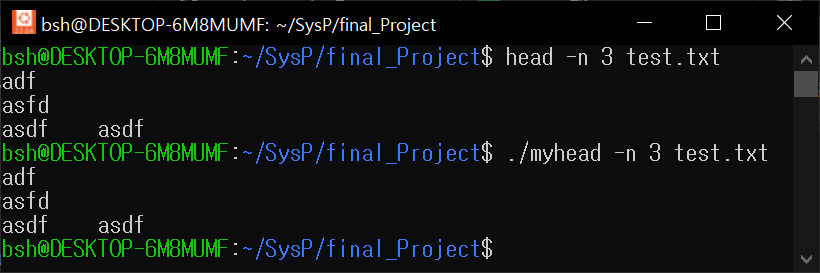 bsh@DESKTOP-6M8MUMF: ~/SysP/final_Project
bsh@DESKTOP-6M8MUMF:~/SysP/final_Project$ head -n 3 test.txt
adf
asfd
asdf    asdf
bsh@DESKTOP-6M8MUMF:~/SysP/final_Project$ ./myhead -n 3 test.txt
adf
asfd
asdf    asdf
bsh@DESKTOP-6M8MUMF:~/SysP/final_Project$